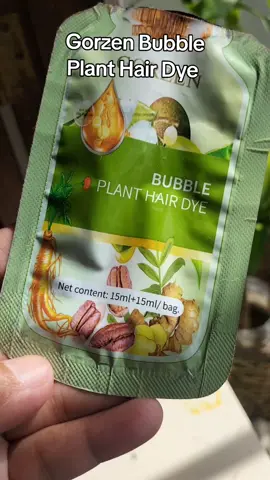 Gorzen Bubble
Plant Hair Dye
BUBBLE
PLANT HAIR DYE
Net content: 15ml+15ml/ bag.